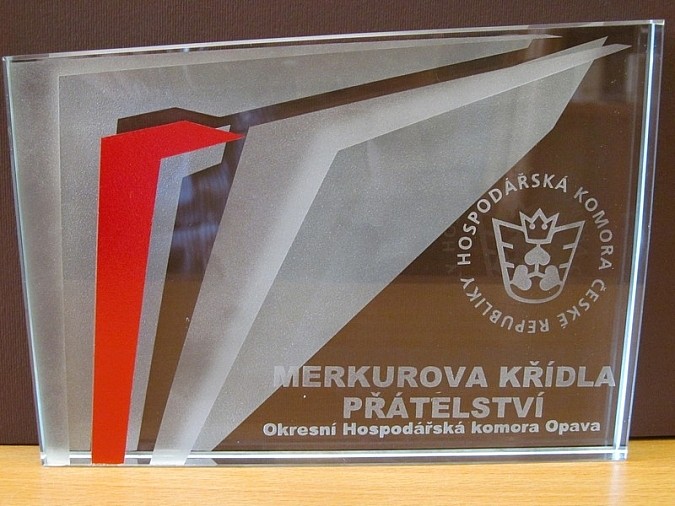 HOSPODÁŘSKÁ KOMORA ČESKÉ REPUBLIKY
MERKUROVA KŘÍDLA
PŘÁTELSTVÍ
Okresní Hospodářská komora Opava